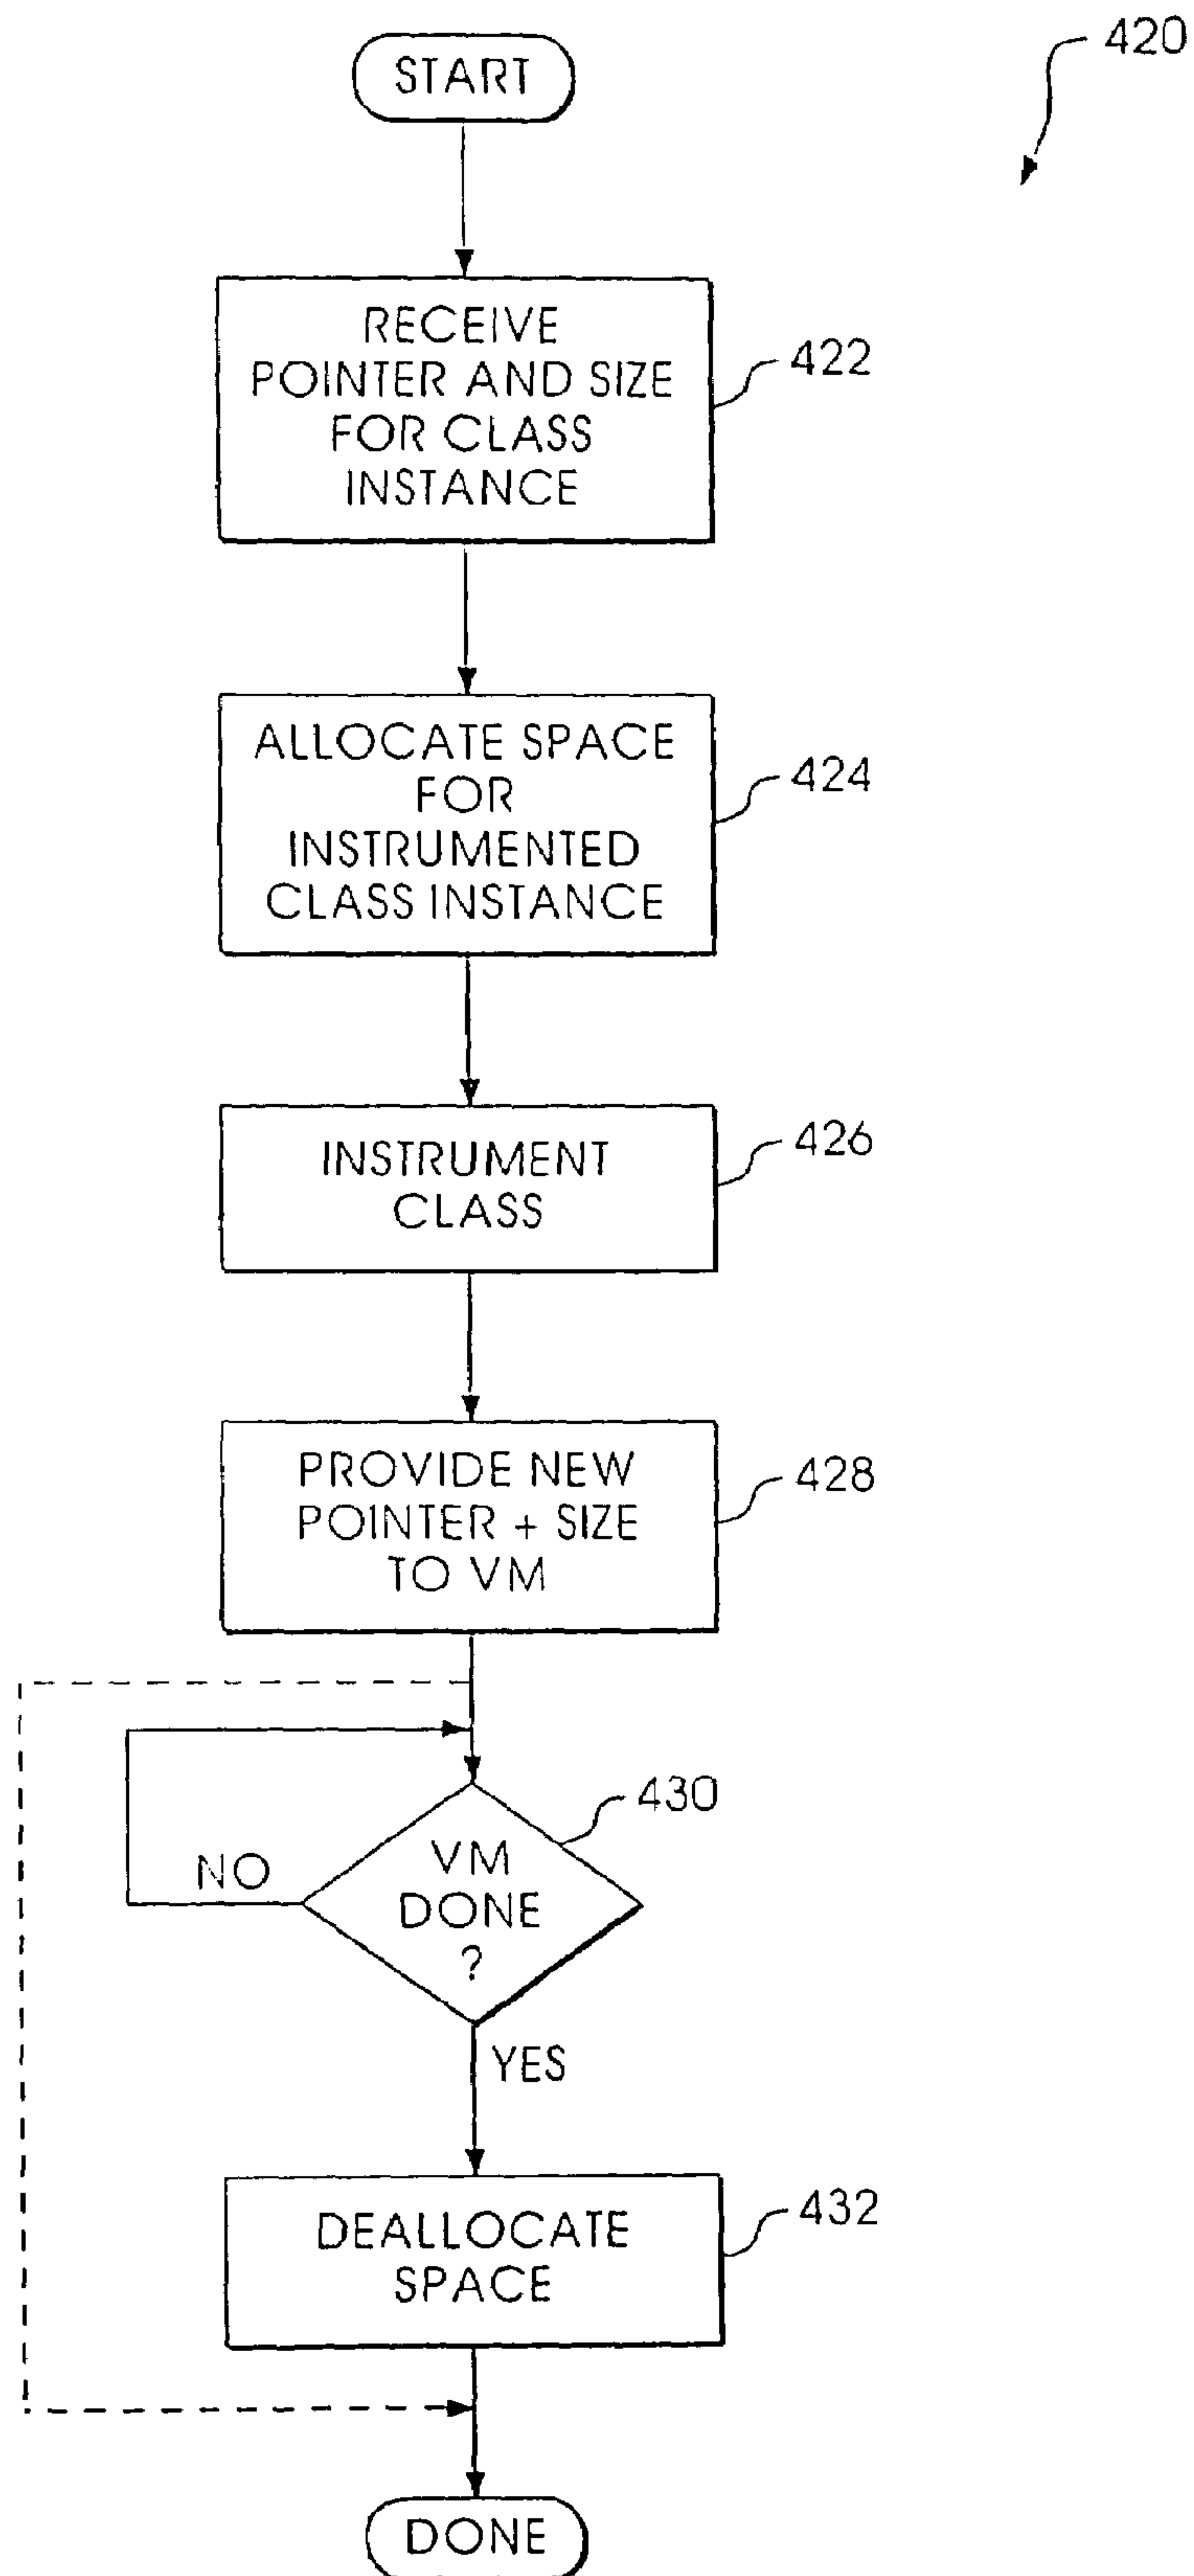 420
START
RECEIVE
POINTER AND SIZE
FOR CLASS
INSTANCE
422
ALLOCATE SPACE
FOR
INSTRUMENTED
CLASS INSTANCE
424
INSTRUMENT
CLASS
426
PROVIDE NEW
POINTER + SIZE
TO VM
428
430
VM
DONE
?
NO
YES
DEALLOCATE
SPACE
432
DONE